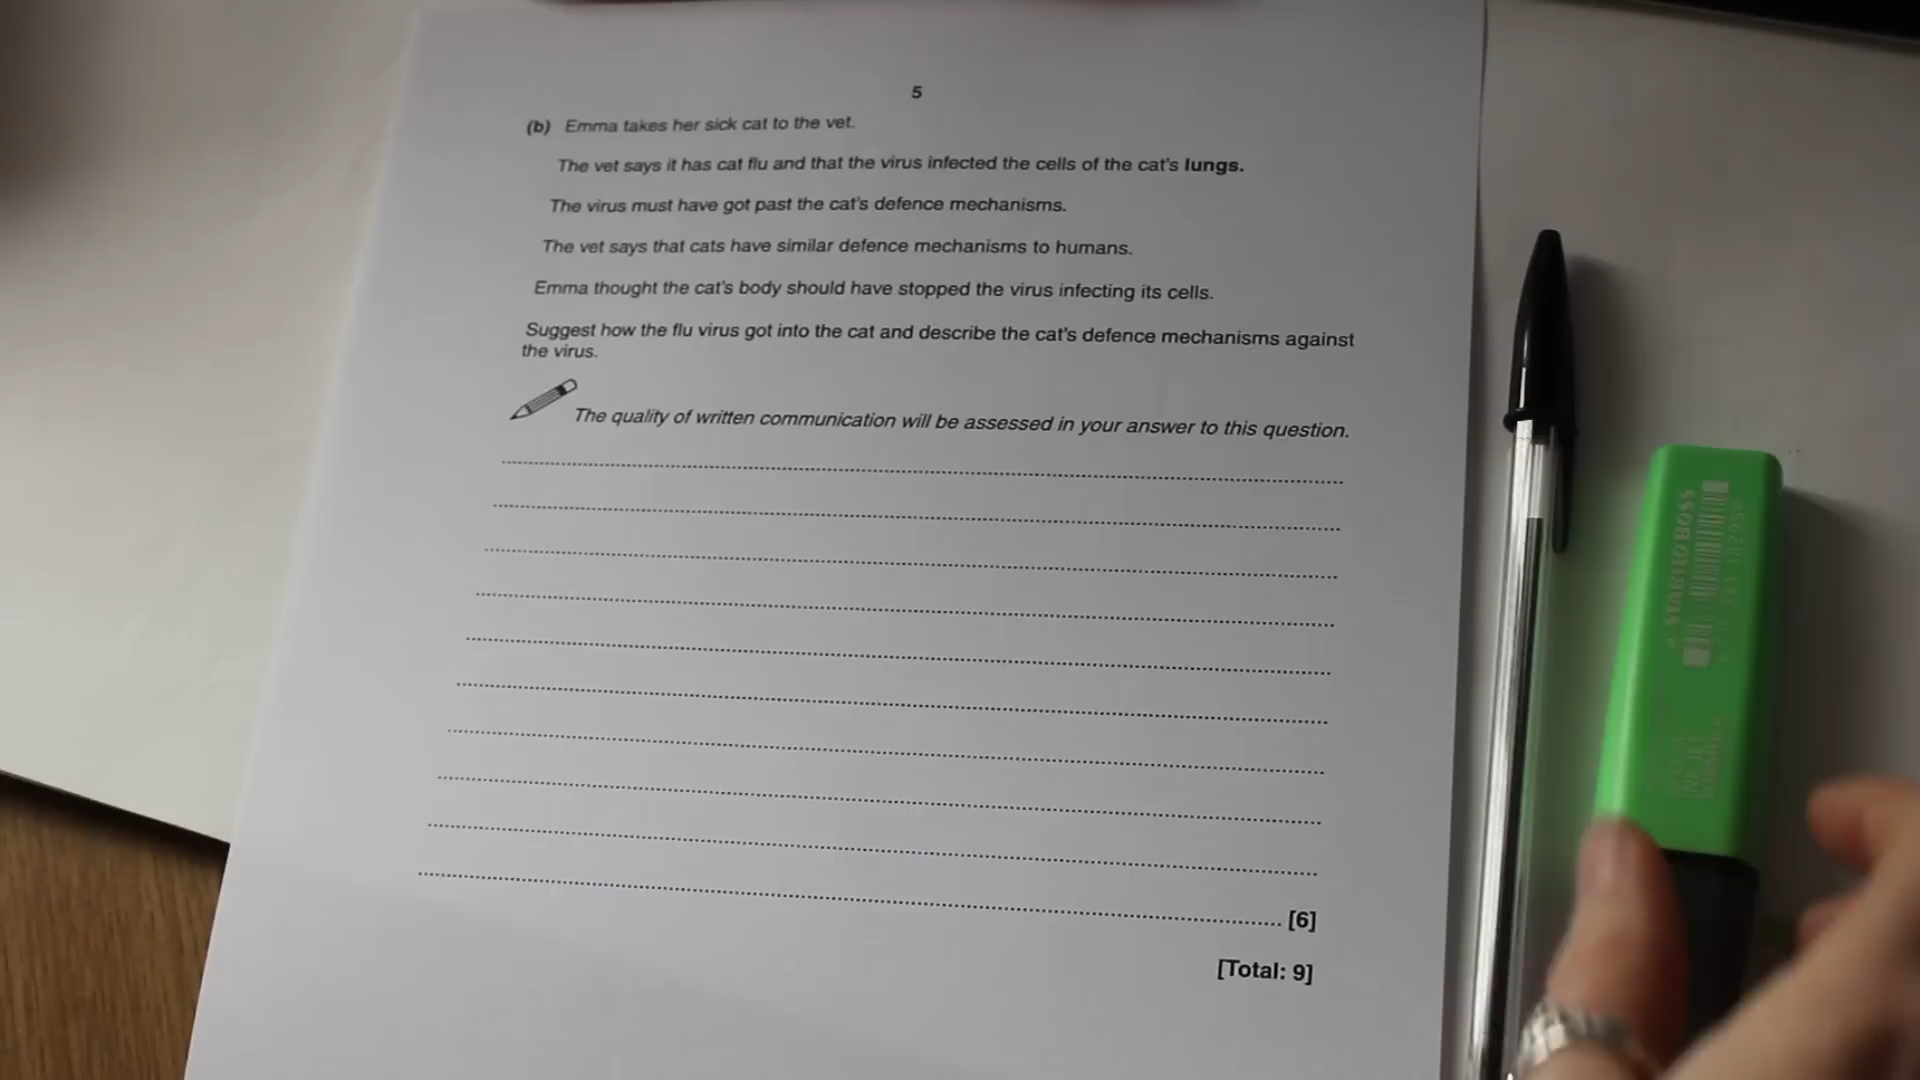 5
(b) Emma takes her sick cat to the vet.
The vet says it has cat flu and that the virus infected the cells of the cat's lungs.
The virus must have got past the cat's defence mechanisms.
The vet says that cats have similar defence mechanisms to humans.
Emma thought the cat's body should have stopped the virus infecting its cells.
Suggest how the flu virus got into the cat and describe the cat's defence mechanisms against
the virus.
The quality of written communication will be assessed in your answer to this question.
[6]
[Total: 9]
STABILO BOSS